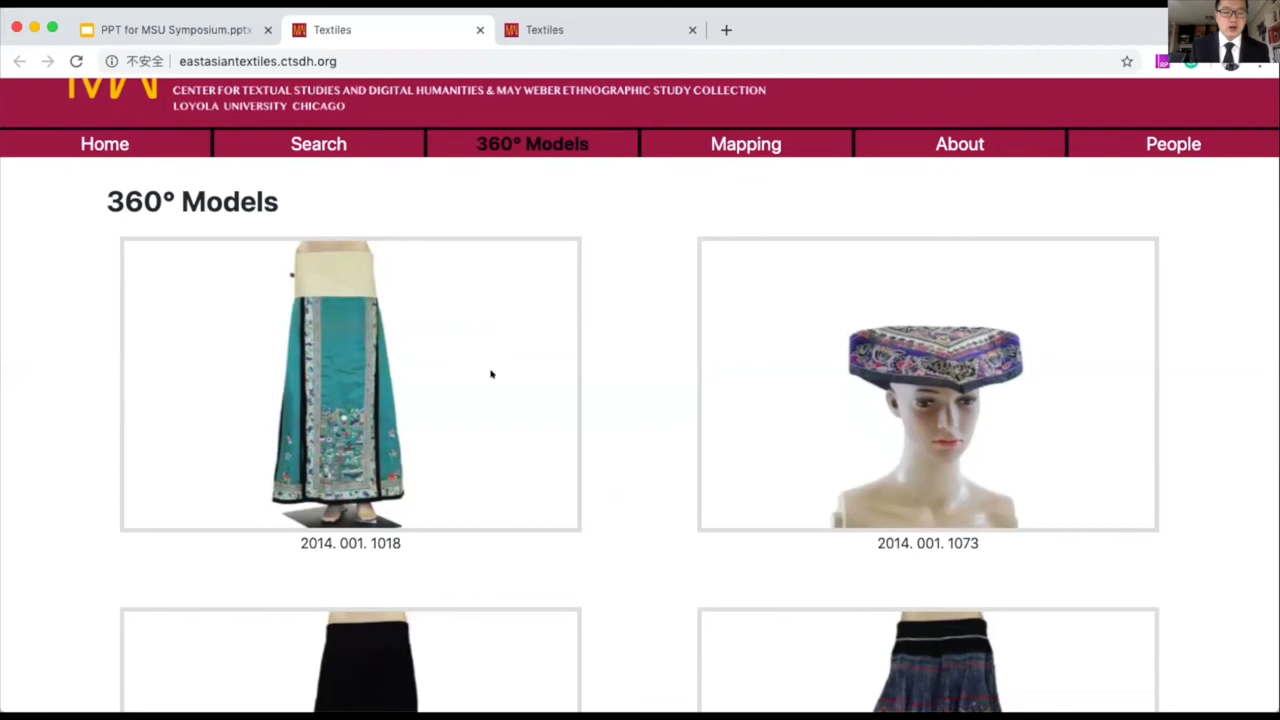 PPT for MSU Symposium.pptx
Textiles
Textiles
不安全
eastasiantextiles.ctsdh.org
CENTER FOR TEXTUAL STUDIES AND DIGITAL HUMANITIES & MAY WEBER ETHNOGRAPHIC STUDY COLLECTION
LOYOLA UNIVERSITY CHICAGO
Home
Search
360° Models
Mapping
About
People
360° Models
2014. 001. 1018
2014. 001. 1073